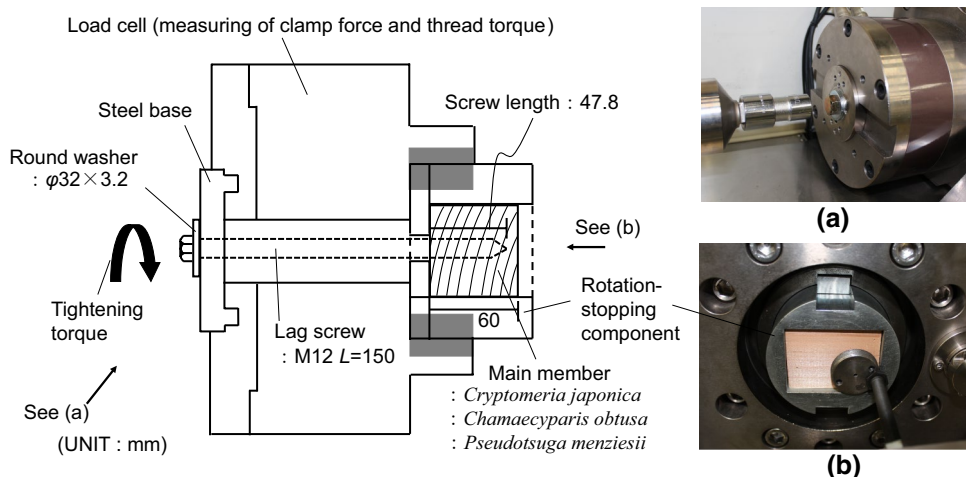 Load cell (measuring of clamp force and thread torque)
Screw length : 47.8
Steel base
Round washer
: φ32×3.2
(a)
See (b)
Rotation-
stopping
component
Tightening
torque
60
Lag screw
: M12 L=150
Main member
: Cryptomeria japonica
: Chamaecyparis obtusa
: Pseudotsuga menziesii
See (a)
(UNIT : mm)
(b)